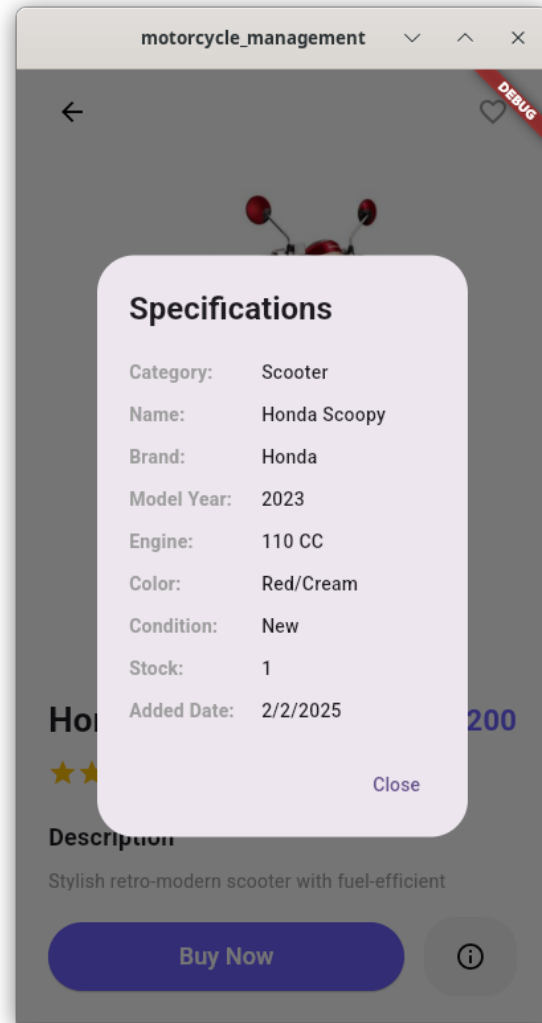 motorcycle_management
DEBUG
Specifications
Category: Scooter
Name: Honda Scoopy
Brand: Honda
Model Year: 2023
Engine: 110 CC
Color: Red/Cream
Condition: New
Stock: 1
Added Date: 2/2/2025
Close
Hor 200
Description
Stylish retro-modern scooter with fuel-efficient
Buy Now